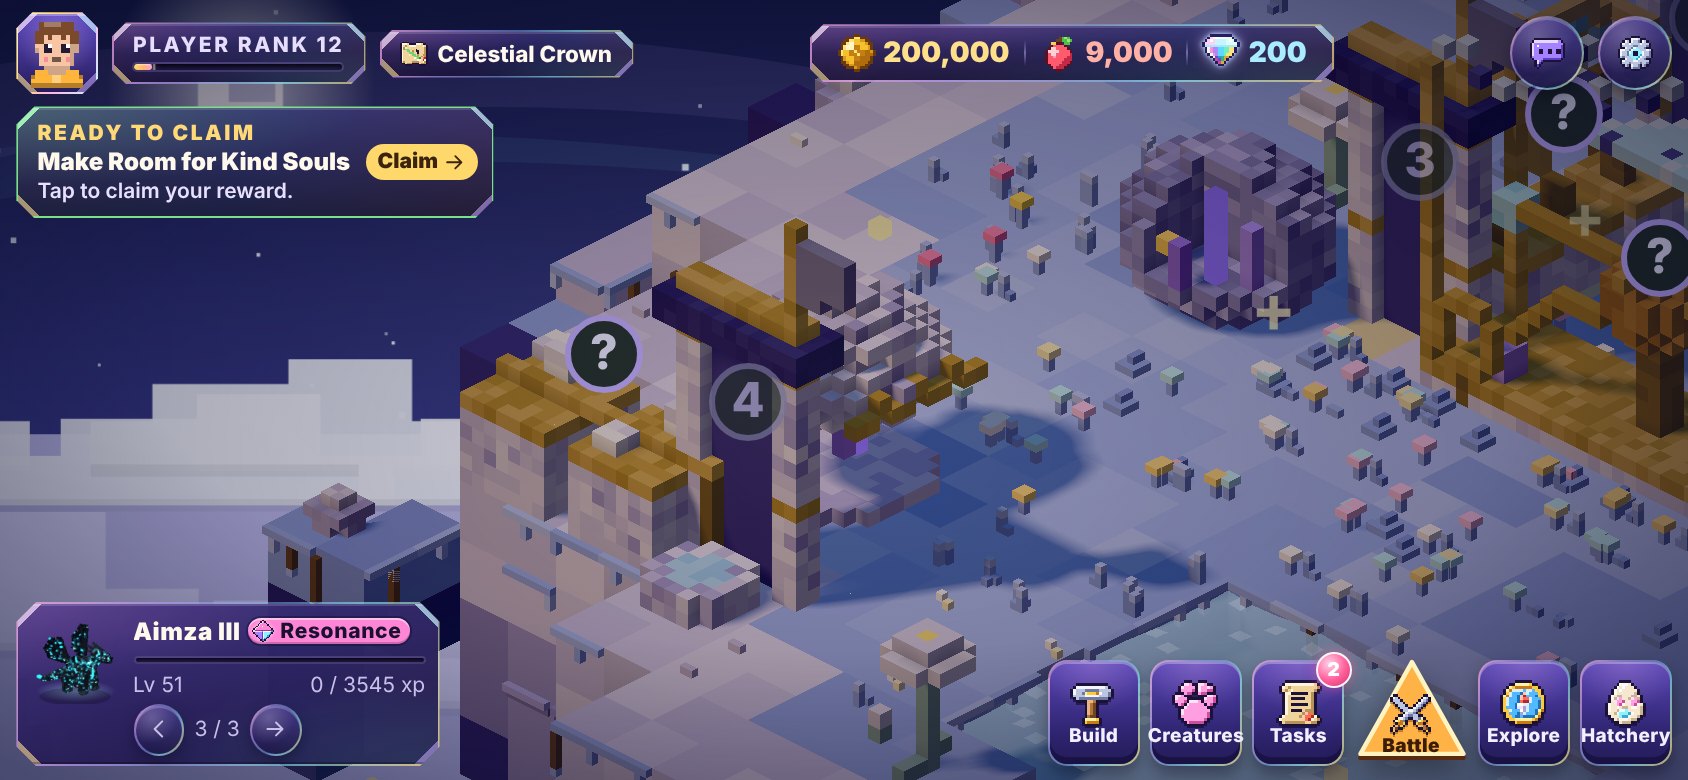 PLAYER RANK 12
Celestial Crown
200,000
9,000
200
READY TO CLAIM
Make Room for Kind Souls
Claim →
Tap to claim your reward.
?
3
?
?
4
Aimza III
Resonance
Lv 51
0 / 3545 xp
3 / 3
2
Build
Creatures
Tasks
Battle
Explore
Hatchery